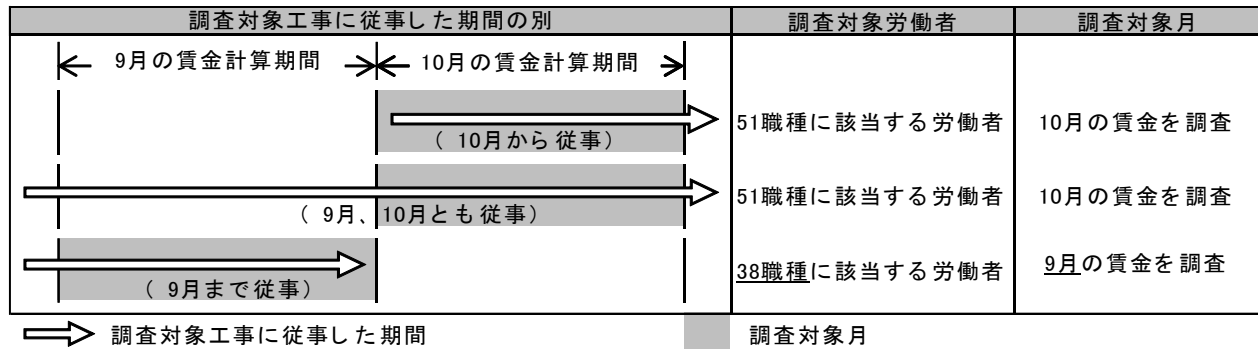 調査対象工事に従事した期間の別 調査対象労働者 調査対象月
9月の賃金計算期間 10月の賃金計算期間
51職種に該当する労働者 10月の賃金を調査
(10月から従事)
51職種に該当する労働者 10月の賃金を調査
(9月、10月とも従事)
38職種に該当する労働者 9月の賃金を調査
(9月まで従事)
調査対象工事に従事した期間 調査対象月